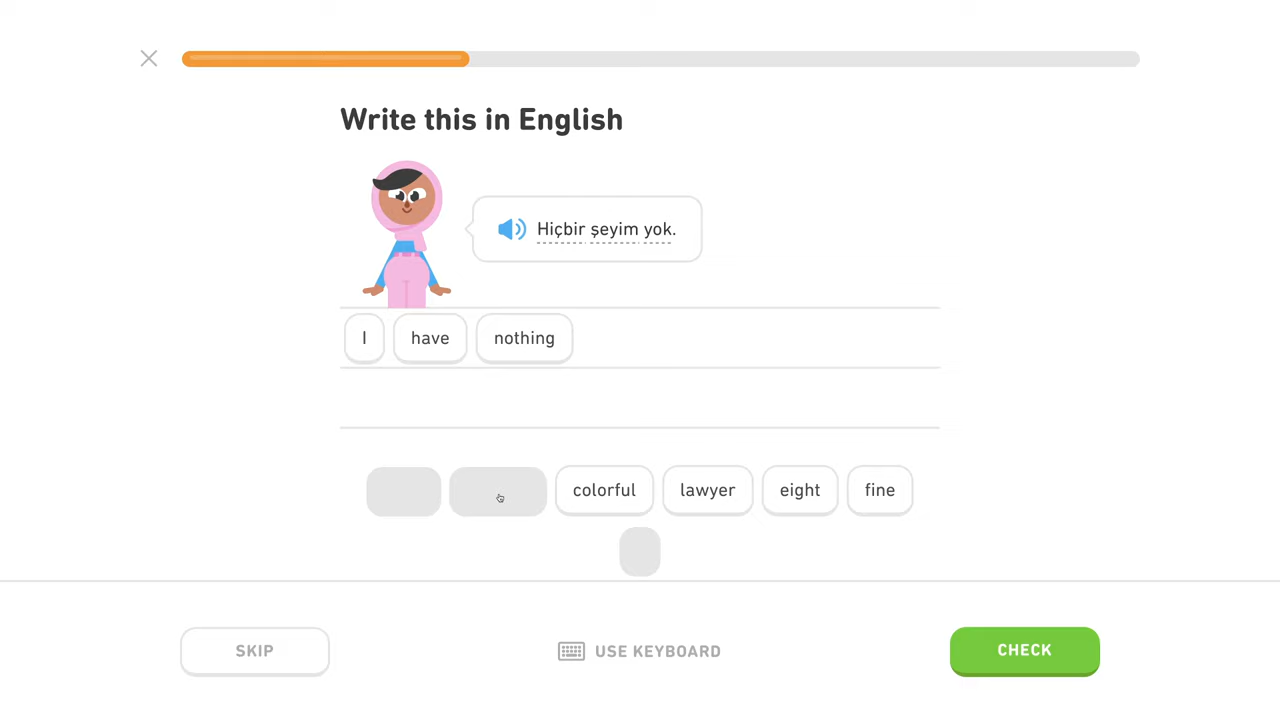 Write this in English
Hiçbir şeyim yok.
I have nothing
colorful lawyer eight fine
SKIP USE KEYBOARD CHECK